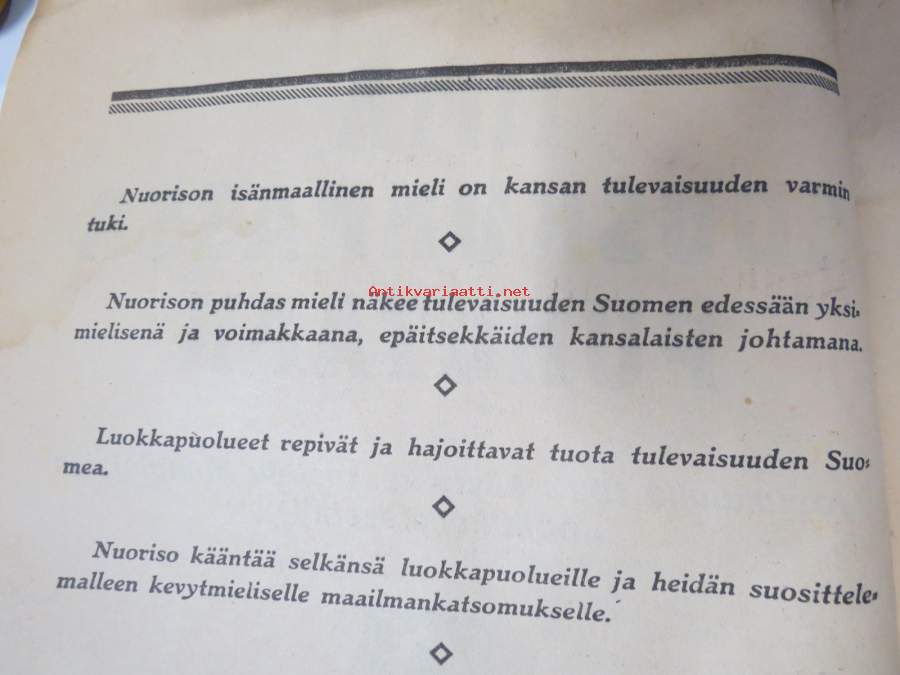 Nuorison isänmaallinen mieli on kansan tulevaisuuden varmin
tuki.
Antikvariaatti.net
Nuorison puhdas mieli näkee tulevaisuuden Suomen edessään yksi-
mielisenä ja voimakkaana, epäitsekkäiden kansalaisten johtamana.
Luokkapuolueet repivät ja hajoittavat tuota tulevaisuuden Suo-
mea.
Nuoriso kääntää selkänsä luokkapuolueille ja heidän suosittele-
malleen kevytmieliselle maailmankatsomukselle.